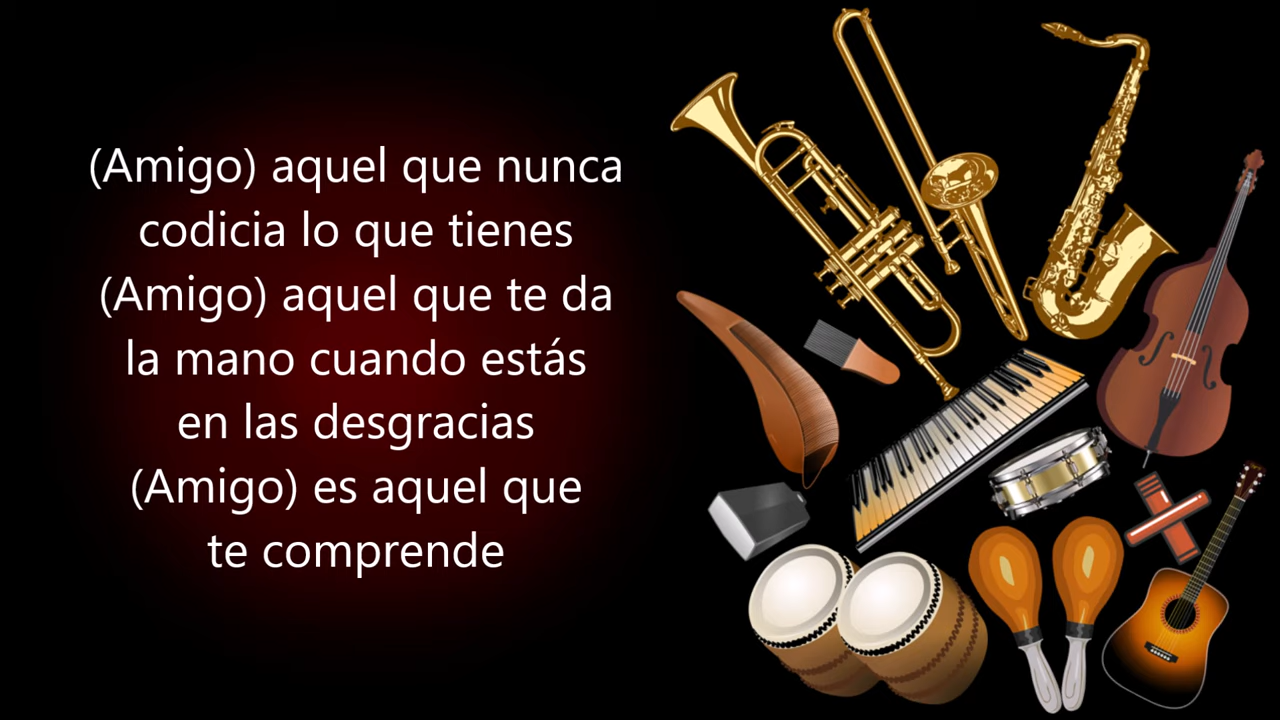 (Amigo) aquel que nunca
codicia lo que tienes
(Amigo) aquel que te da
la mano cuando estás
en las desgracias
(Amigo) es aquel que
te comprende